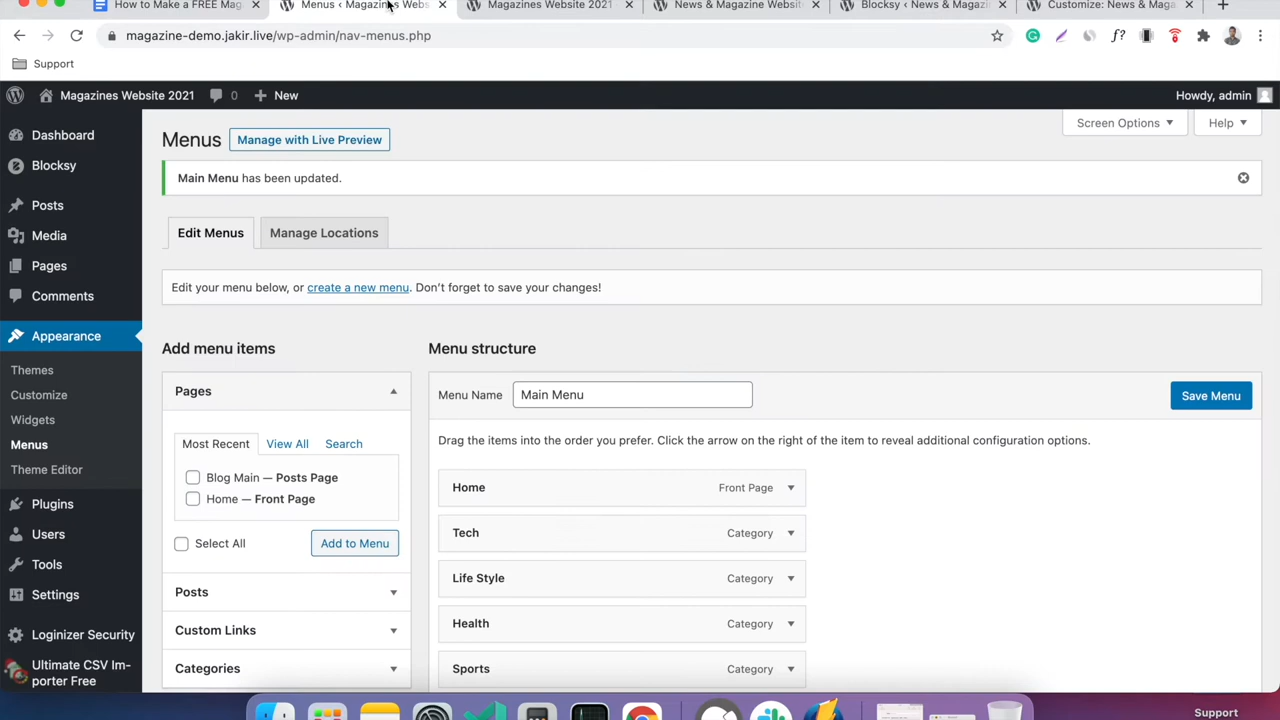 How to Make a FREE Mag
Menus ‹ Magazines Webs
Magazines Website 2021
News & Magazine Website
Blocksy ‹ News & Magazin
Customize: News & Maga
magazine-demo.jakir.live/wp-admin/nav-menus.php
Support
Magazines Website 2021
0
New
Howdy, admin
Dashboard
Blocksy
Posts
Media
Pages
Comments
Appearance
Themes
Customize
Widgets
Menus
Theme Editor
Plugins
Users
Tools
Settings
Loginizer Security
Ultimate CSV Im-
porter Free
Menus
Manage with Live Preview
Screen Options
Help
Main Menu has been updated.
Edit Menus
Manage Locations
Edit your menu below, or create a new menu. Don’t forget to save your changes!
Add menu items
Pages
Most Recent
View All
Search
Blog Main — Posts Page
Home — Front Page
Select All
Add to Menu
Posts
Custom Links
Categories
Menu structure
Menu Name
Main Menu
Save Menu
Drag the items into the order you prefer. Click the arrow on the right of the item to reveal additional configuration options.
Home Front Page
Tech Category
Life Style Category
Health Category
Sports Category
Support